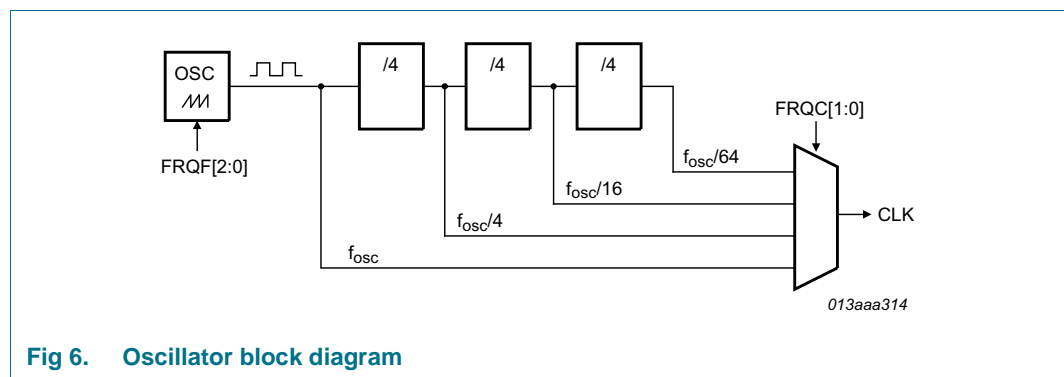 OSC
/4
/4
/4
FRQC[1:0]
FRQF[2:0]
fosc/64
fosc/16
fosc/4
fosc
CLK
013aaa314
Fig 6. Oscillator block diagram